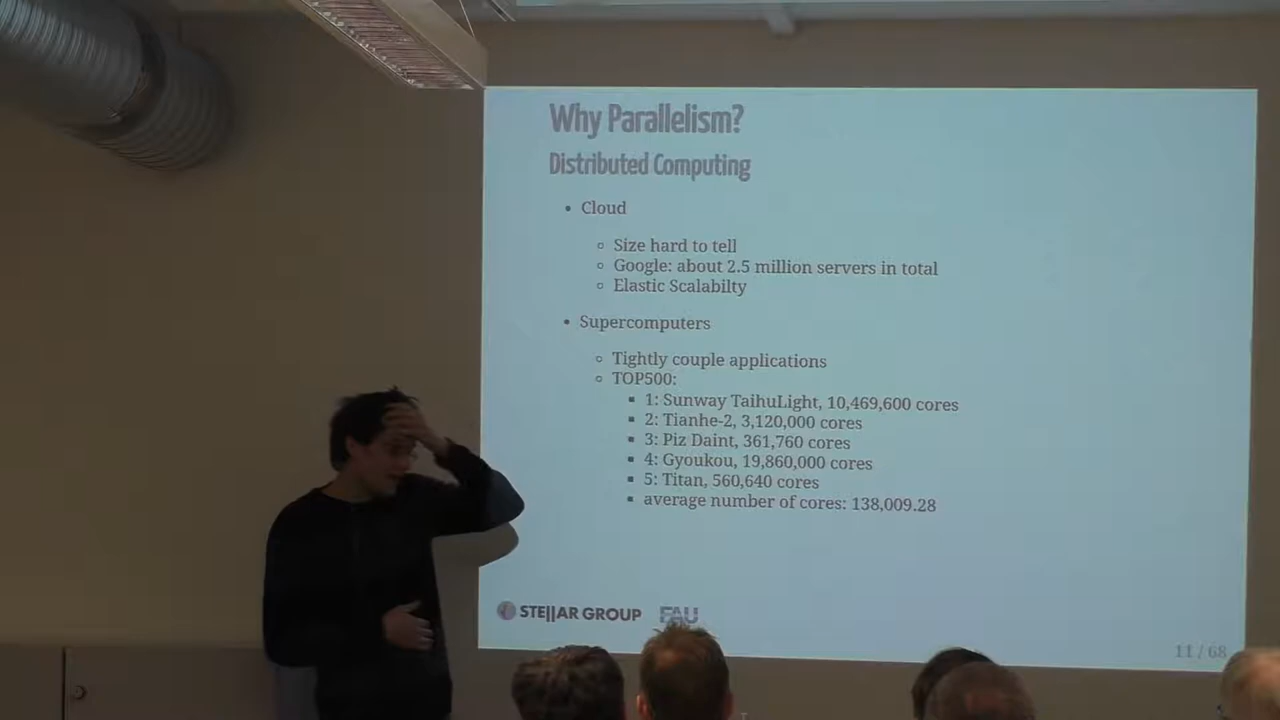 Why Parallelism?
Distributed Computing
• Cloud
◦ Size hard to tell
◦ Google: about 2.5 million servers in total
◦ Elastic Scalabilty
• Supercomputers
◦ Tightly couple applications
◦ TOP500:
▪ 1: Sunway TaihuLight, 10,469,600 cores
▪ 2: Tianhe-2, 3,120,000 cores
▪ 3: Piz Daint, 361,760 cores
▪ 4: Gyoukou, 19,860,000 cores
▪ 5: Titan, 560,640 cores
▪ average number of cores: 138,009.28
STE||AR GROUP FAU
11 / 68